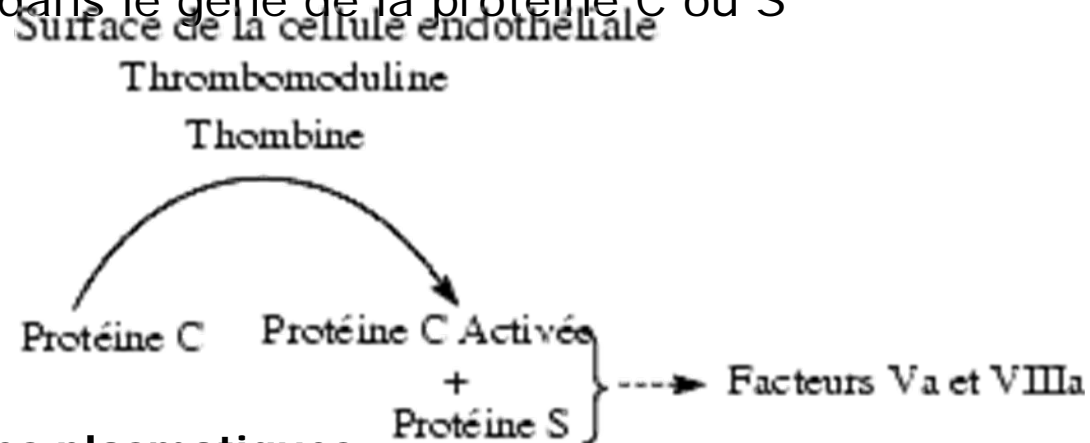 dans le gène de la protéine C ou S
Surface de la cellule endothéliale
Thrombomoduline
Thombine
Protéine C Protéine C Activée
+
Facteurs Va et VIIIa
Protéine S
plasmatiques